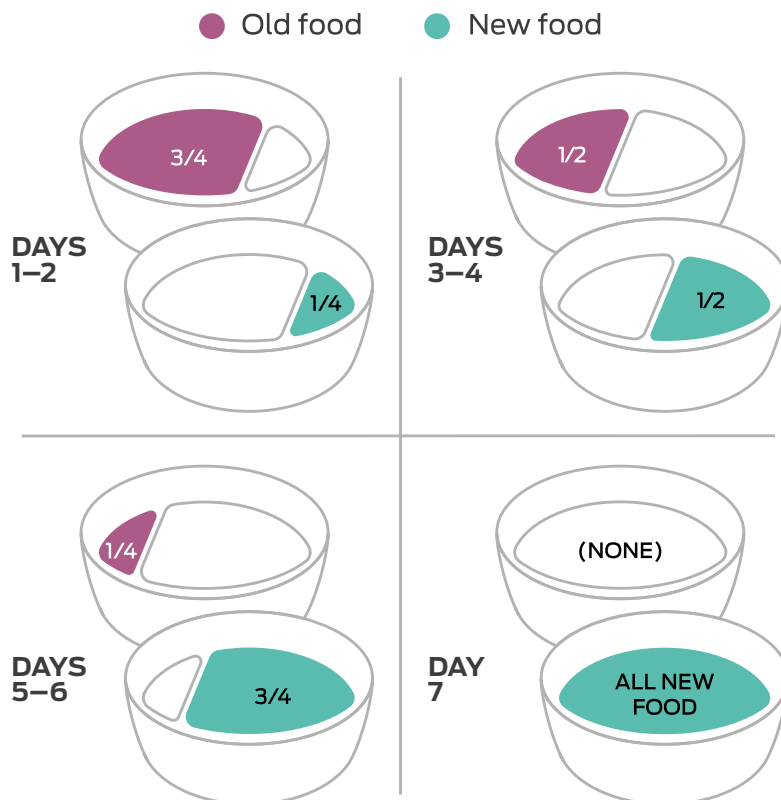 Old food
New food
3/4
DAYS
1–2
1/4
1/2
DAYS
3–4
1/2
1/4
DAYS
5–6
3/4
(NONE)
DAY
7
ALL NEW
FOOD